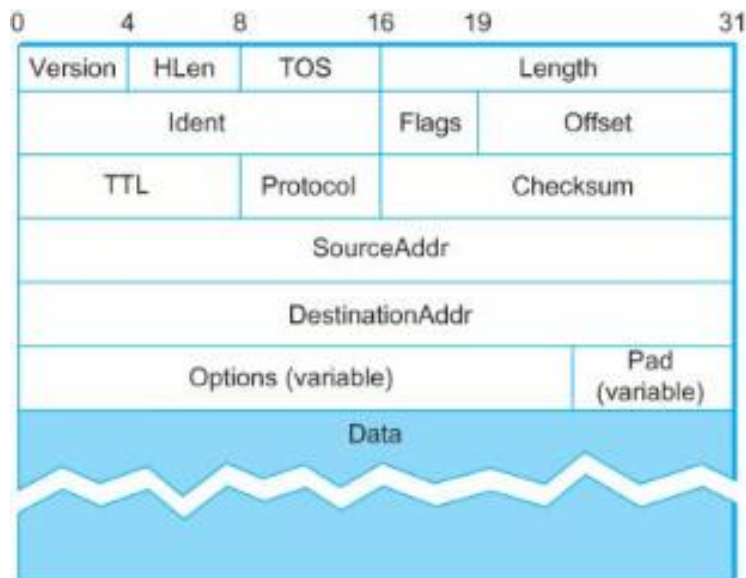 0 4 8 16 19 31
Version HLen TOS Length
Ident Flags Offset
TTL Protocol Checksum
SourceAddr
DestinationAddr
Options (variable) Pad
(variable)
Data